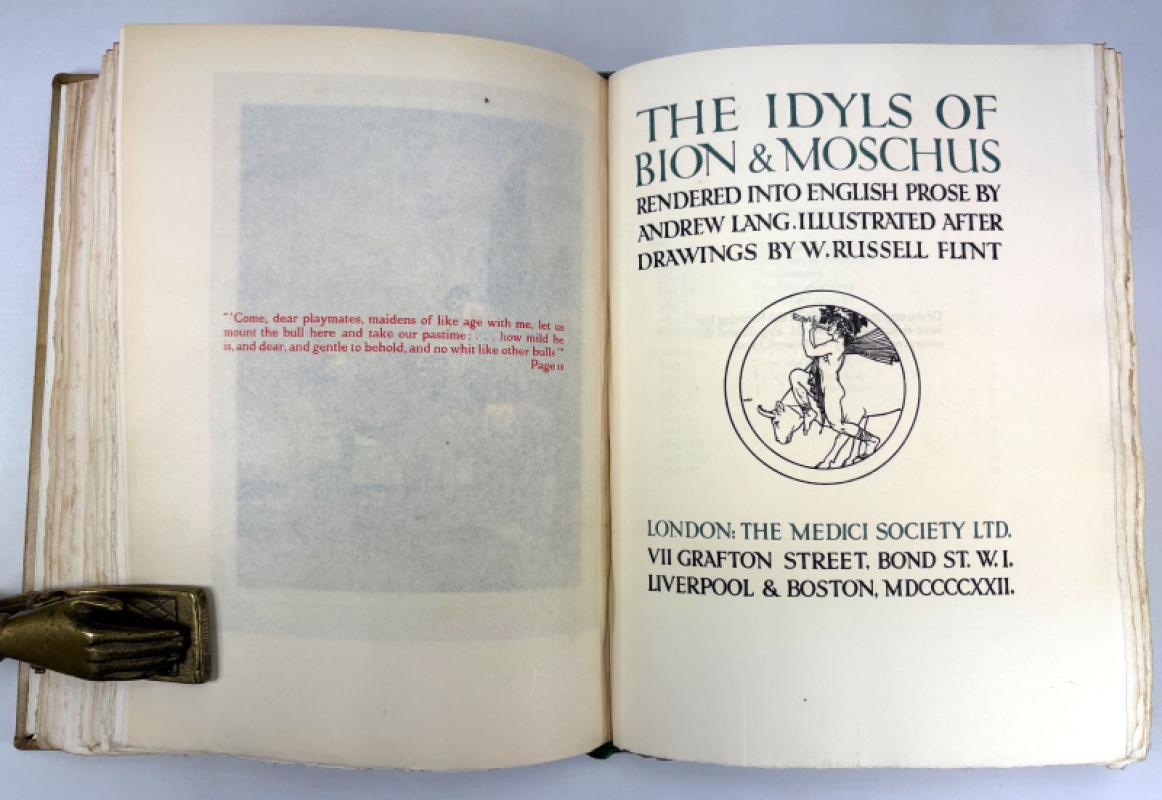 "'Come, dear playmates, maidens of like age with me, let us
mount the bull here and take our pastime: . . . how mild he
is, and dear, and gentle to behold, and no whit like other bulls'"
Page 11
THE IDYLS OF
BION & MOSCHUS
RENDERED INTO ENGLISH PROSE BY
ANDREW LANG. ILLUSTRATED AFTER
DRAWINGS BY W. RUSSELL FLINT
LONDON: THE MEDICI SOCIETY LTD.
VII GRAFTON STREET, BOND ST. W. I.
LIVERPOOL & BOSTON, MDCCCCXXII.